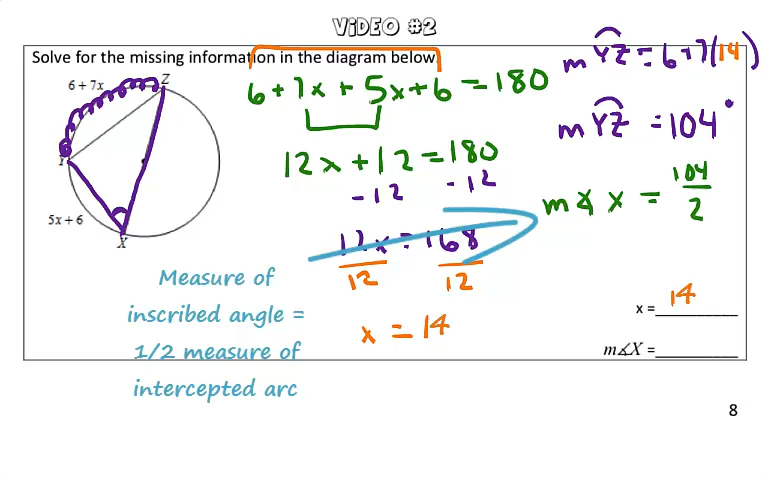 VIDEO #2
Solve for the missing information in the diagram below.
m YZ = 6+7(14)
6 + 7x
Z
6 + 7x + 5x + 6 = 180
m YZ = 104°
12x + 12 = 180
-12 -12
Y
m∡ x = 104/2
5x + 6
X
12x = 168
12 12
Measure of
inscribed angle =
1/2 measure of
intercepted arc
x = 14
x = 14
m∡X =
8